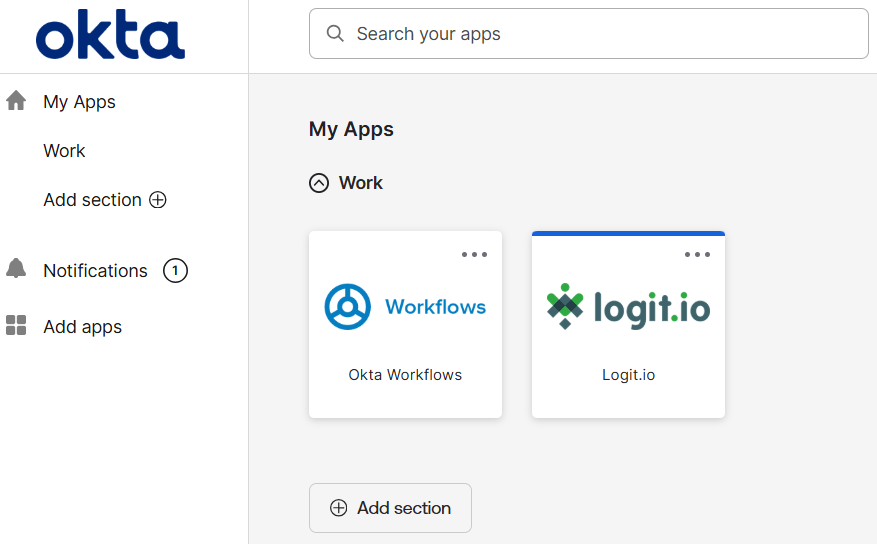 okta
Search your apps
My Apps
Work
Add section
Notifications 1
Add apps
My Apps
Work
Workflows
Okta Workflows
logit.io
Logit.io
Add section